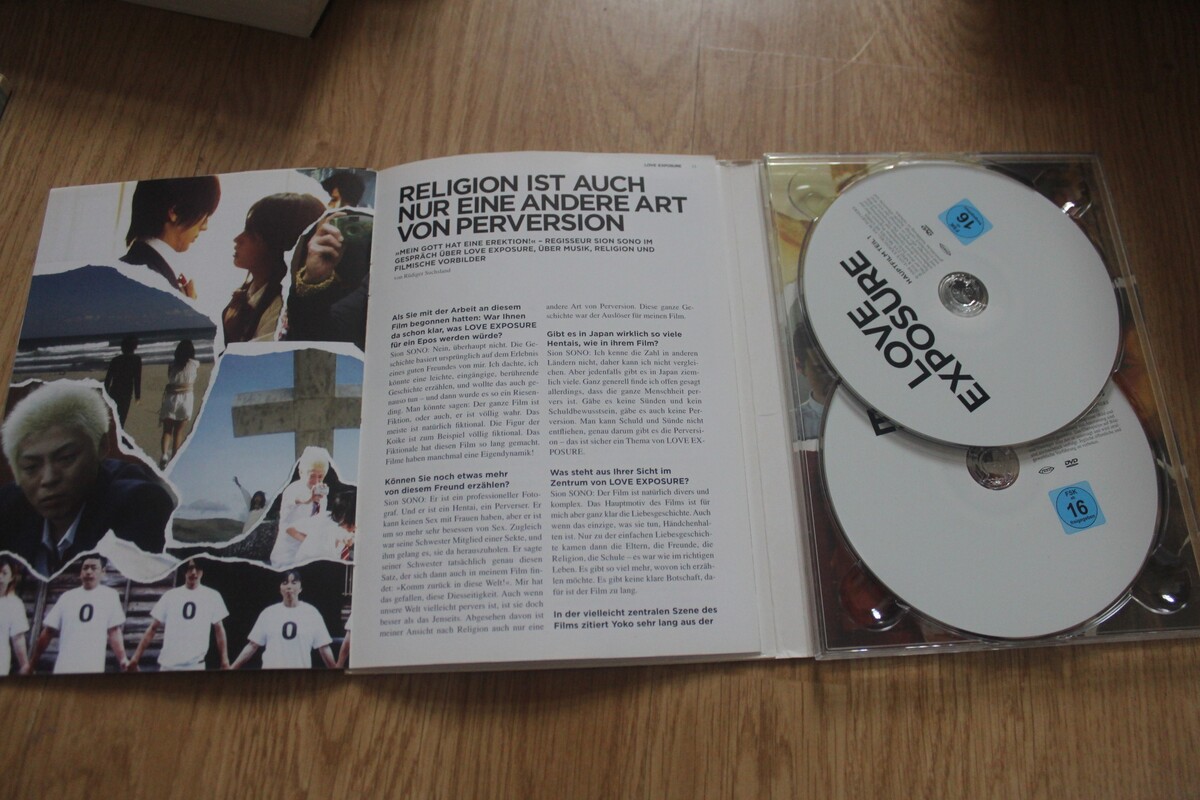 LOVE EXPOSURE
RELIGION IST AUCH
NUR EINE ANDERE ART
VON PERVERSION
»MEIN GOTT HAT EINE EREKTION!« – REGISSEUR SION SONO IM
GESPRÄCH ÜBER LOVE EXPOSURE, ÜBER MUSIK, RELIGION UND
FILMISCHE VORBILDER
von Rüdiger Suchsland
Als Sie mit der Arbeit an diesem
Film begonnen hatten: War Ihnen
da schon klar, was LOVE EXPOSURE
für ein Epos werden würde?
Sion SONO: Nein, überhaupt nicht. Die Ge-
schichte basiert ursprünglich auf dem Erlebnis
eines guten Freundes von mir. Ich dachte, ich
könnte eine leichte, eingängige, berührende
Geschichte erzählen, und wollte das auch ge-
nauso tun – und dann wurde es so ein Riesen-
ding. Man könnte sagen: Der ganze Film ist
Fiktion, oder auch, er ist völlig wahr. Das
meiste ist natürlich fiktional. Die Figur der
Koike ist zum Beispiel völlig fiktional. Das
Fiktionale hat diesen Film so lang gemacht.
Filme haben manchmal eine Eigendynamik!
Können Sie noch etwas mehr
von diesem Freund erzählen?
Sion SONO: Er ist ein professioneller Foto-
graf. Und er ist ein Hentai, ein Perverser. Er
kann keinen Sex mit Frauen haben, aber er ist
um so mehr sehr besessen von Sex. Zugleich
war seine Schwester Mitglied einer Sekte, und
ihm gelang es, sie da herauszuholen. Er sagte
seiner Schwester tatsächlich genau diesen
Satz, der sich dann auch in meinem Film fin-
det: »Komm zurück in diese Welt!«. Mir hat
das gefallen, diese Diesseitigkeit. Auch wenn
unsere Welt vielleicht pervers ist, ist sie doch
besser als das Jenseits. Abgesehen davon ist
meiner Ansicht nach Religion auch nur eine
andere Art von Perversion. Diese ganze Ge-
schichte war der Auslöser für meinen Film.
Gibt es in Japan wirklich so viele
Hentais, wie in ihrem Film?
Sion SONO: Ich kenne die Zahl in anderen
Ländern nicht, daher kann ich nicht verglei-
chen. Aber jedenfalls gibt es in Japan ziem-
lich viele. Ganz generell finde ich offen gesagt
allerdings, dass die ganze Menschheit per-
vers ist. Gäbe es keine Sünden und kein
Schuldbewusstsein, gäbe es auch keine Per-
version. Man kann Schuld und Sünde nicht
entfliehen, genau darum gibt es die Perversi-
on – das ist sicher ein Thema von LOVE EX-
POSURE.
Was steht aus Ihrer Sicht im
Zentrum von LOVE EXPOSURE?
Sion SONO: Der Film ist natürlich divers und
komplex. Das Hauptmotiv des Films ist für
mich aber ganz klar die Liebesgeschichte. Auch
wenn das einzige, was sie tun, Händchenhal-
ten ist. Nur zu der einfachen Liebesgeschich-
te kamen dann die Eltern, die Freunde, die
Religion, die Schule – es war wie im richtigen
Leben. Es gibt so viel mehr, wovon ich erzäh-
len möchte. Es gibt keine klare Botschaft, da-
für ist der Film zu lang.
In der vielleicht zentralen Szene des
Films zitiert Yoko sehr lang aus der
0
0
0
LOVE
EXPOSURE
HAUPTFILM TEIL 1
FSK
16
DVD
FSK
ab
16
freigegeben